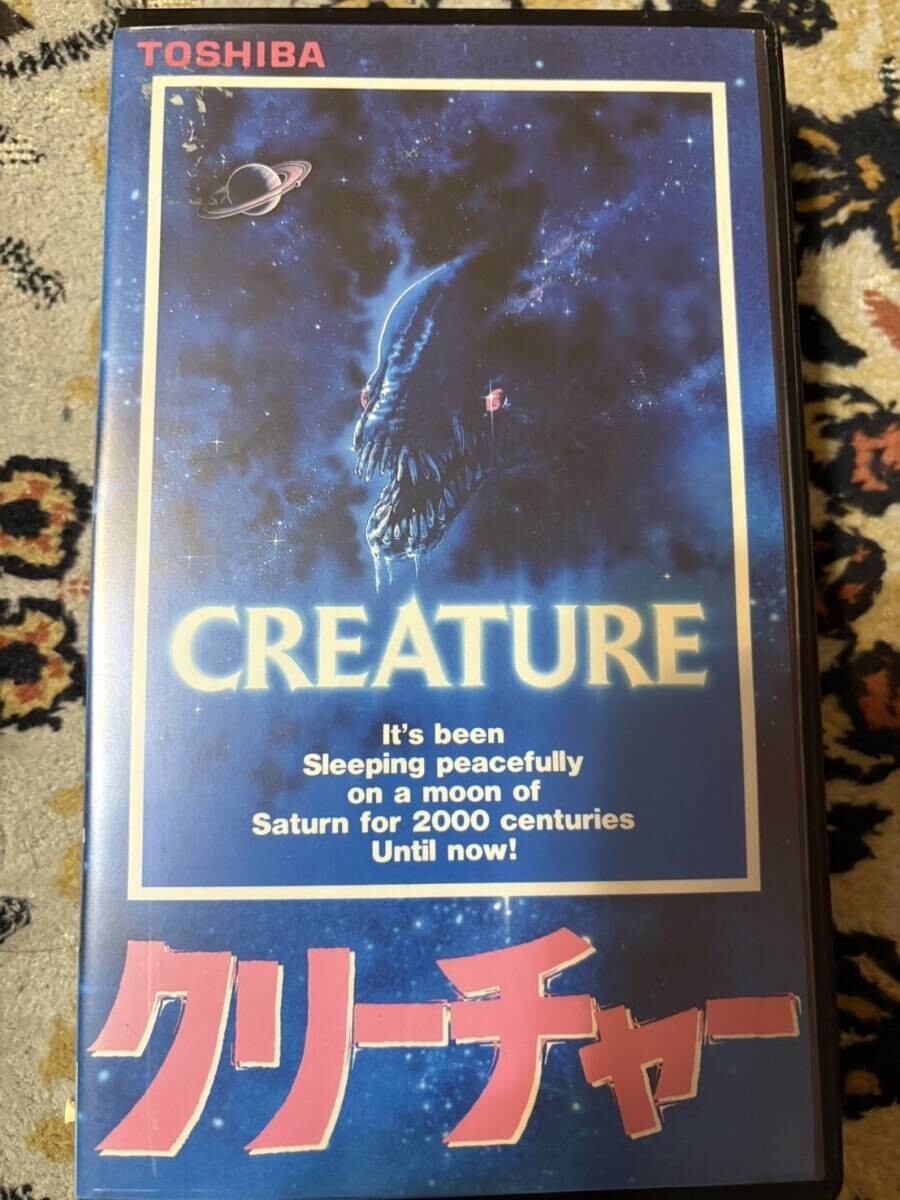 TOSHIBA
CREATURE
It's been
Sleeping peacefully
on a moon of
Saturn for 2000 centuries
Until now!
クリーチャー